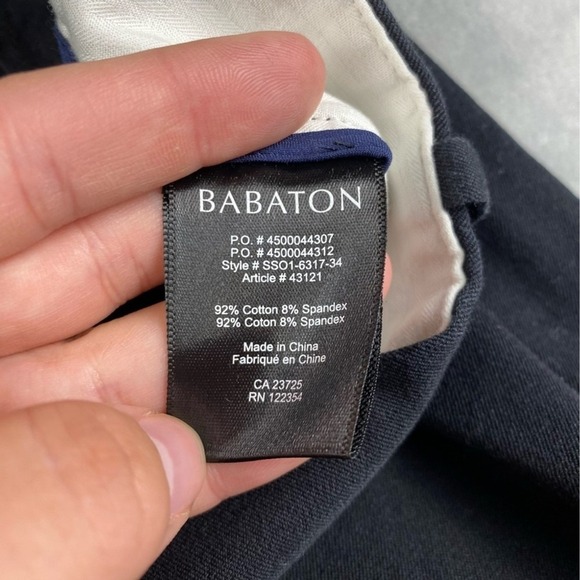 BABATON
P.O. # 4500044307
P.O. # 4500044312
Style # SSO1-6317-34
Article # 43121
92% Cotton 8% Spandex
92% Coton 8% Spandex
Made in China
Fabriqué en Chine
CA 23725
RN 122354